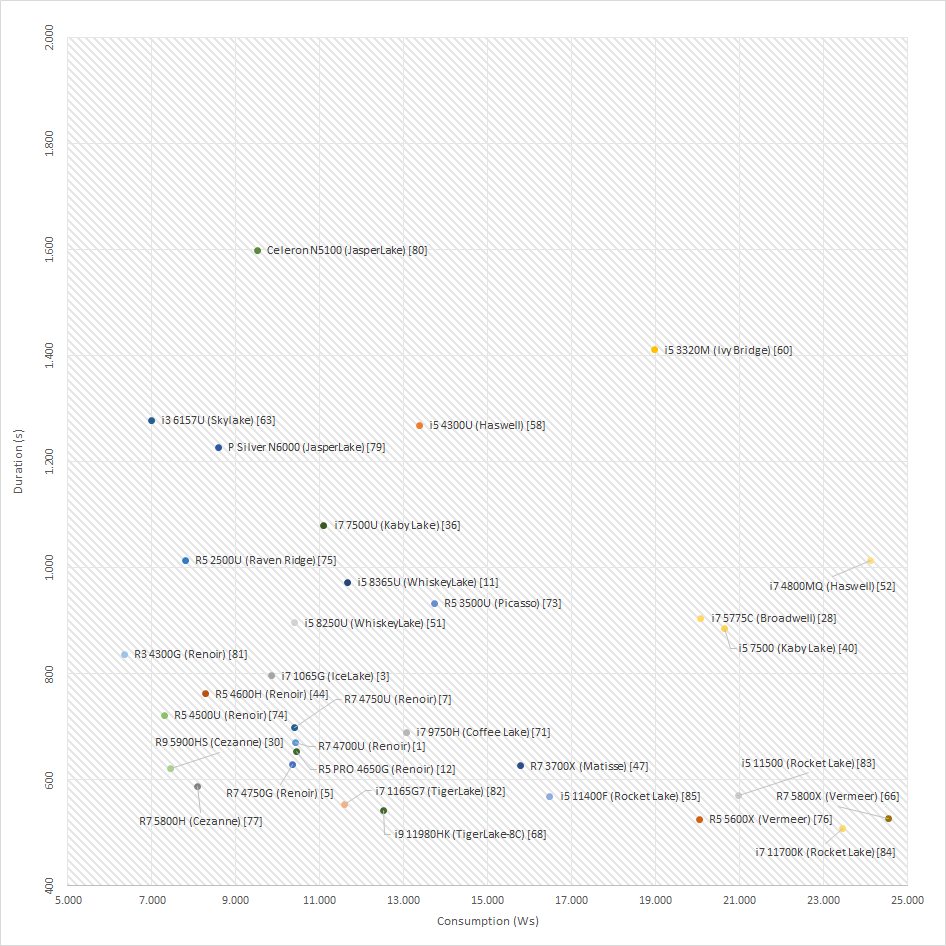 2.000
1.800
1.600
Celeron N5100 (JasperLake) [80]
1.400
i5 3320M (Ivy Bridge) [60]
i3 6157U (Skylake) [63]
i5 4300U (Haswell) [58]
P Silver N6000 (JasperLake) [79]
Duration (s)
1.200
i7 7500U (Kaby Lake) [36]
R5 2500U (Raven Ridge) [75]
1.000
i5 8365U (WhiskeyLake) [11]
i7 4800MQ (Haswell) [52]
R5 3500U (Picasso) [73]
i7 5775C (Broadwell) [28]
i5 8250U (WhiskeyLake) [51]
i5 7500 (Kaby Lake) [40]
R3 4300G (Renoir) [81]
800
i7 1065G (IceLake) [3]
R5 4600H (Renoir) [44]
R7 4750U (Renoir) [7]
R5 4500U (Renoir) [74]
i7 9750H (Coffee Lake) [71]
R9 5900HS (Cezanne) [30]
R7 4700U (Renoir) [1]
i5 11500 (Rocket Lake) [83]
R7 3700X (Matisse) [47]
R5 PRO 4650G (Renoir) [12]
600
R7 4750G (Renoir) [5]
i7 1165G7 (TigerLake) [82]
i5 11400F (Rocket Lake) [85]
R7 5800X (Vermeer) [66]
R7 5800H (Cezanne) [77]
R5 5600X (Vermeer) [76]
i9 11980HK (TigerLake-8C) [68]
i7 11700K (Rocket Lake) [84]
400
5.000 7.000 9.000 11.000 13.000 15.000 17.000 19.000 21.000 23.000 25.000
Consumption (Ws)